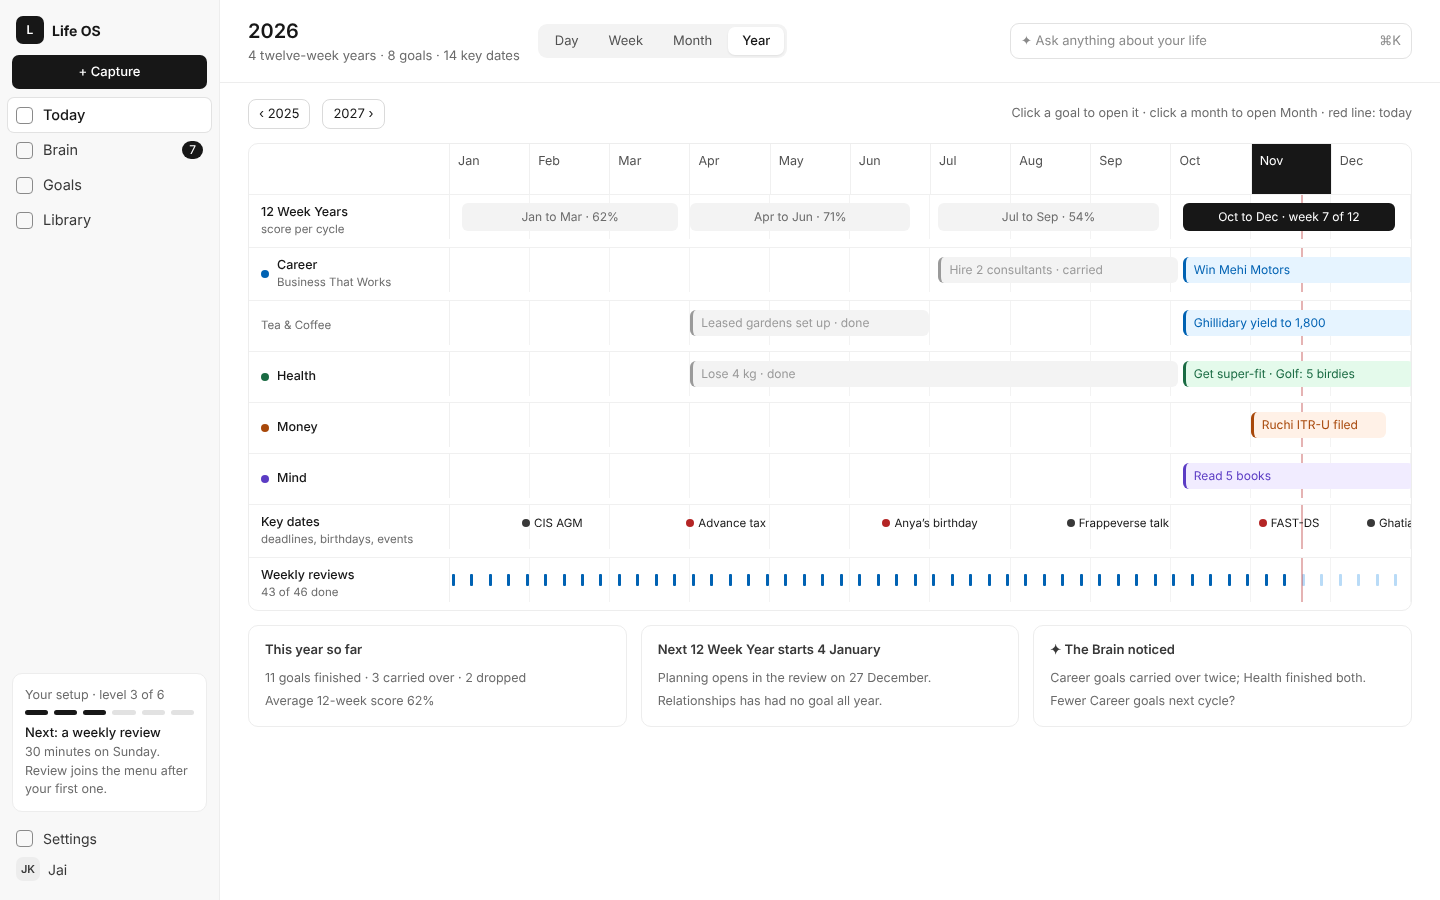 L Life OS
+ Capture
Today
Brain 7
Goals
Library
Your setup · level 3 of 6
Next: a weekly review
30 minutes on Sunday.
Review joins the menu after
your first one.
Settings
JK Jai
2026
4 twelve-week years · 8 goals · 14 key dates
Day Week Month Year
✦ Ask anything about your life ⌘K
‹ 2025 2027 ›
Click a goal to open it · click a month to open Month · red line: today
Jan Feb Mar Apr May Jun Jul Aug Sep Oct Nov Dec
12 Week Years
score per cycle
Jan to Mar · 62% Apr to Jun · 71% Jul to Sep · 54% Oct to Dec · week 7 of 12
Career
Business That Works
Hire 2 consultants · carried Win Mehi Motors
Tea & Coffee
Leased gardens set up · done Ghillidary yield to 1,800
Health
Lose 4 kg · done Get super-fit · Golf: 5 birdies
Money
Ruchi ITR-U filed
Mind
Read 5 books
Key dates
deadlines, birthdays, events
CIS AGM Advance tax Anya's birthday Frappeverse talk FAST-DS Ghatia
Weekly reviews
43 of 46 done
This year so far
11 goals finished · 3 carried over · 2 dropped
Average 12-week score 62%
Next 12 Week Year starts 4 January
Planning opens in the review on 27 December.
Relationships has had no goal all year.
✦ The Brain noticed
Career goals carried over twice; Health finished both.
Fewer Career goals next cycle?